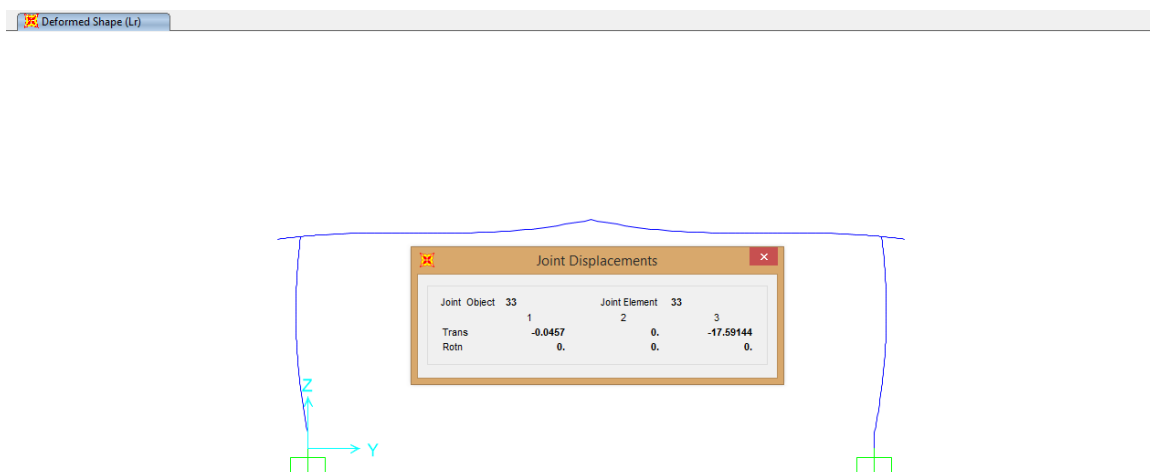 Deformed Shape (Lr)
Joint Displacements
Joint Object 33 Joint Element 33
1 2 3
Trans -0.0457 0. -17.59144
Rotn 0. 0. 0.
Z
Y